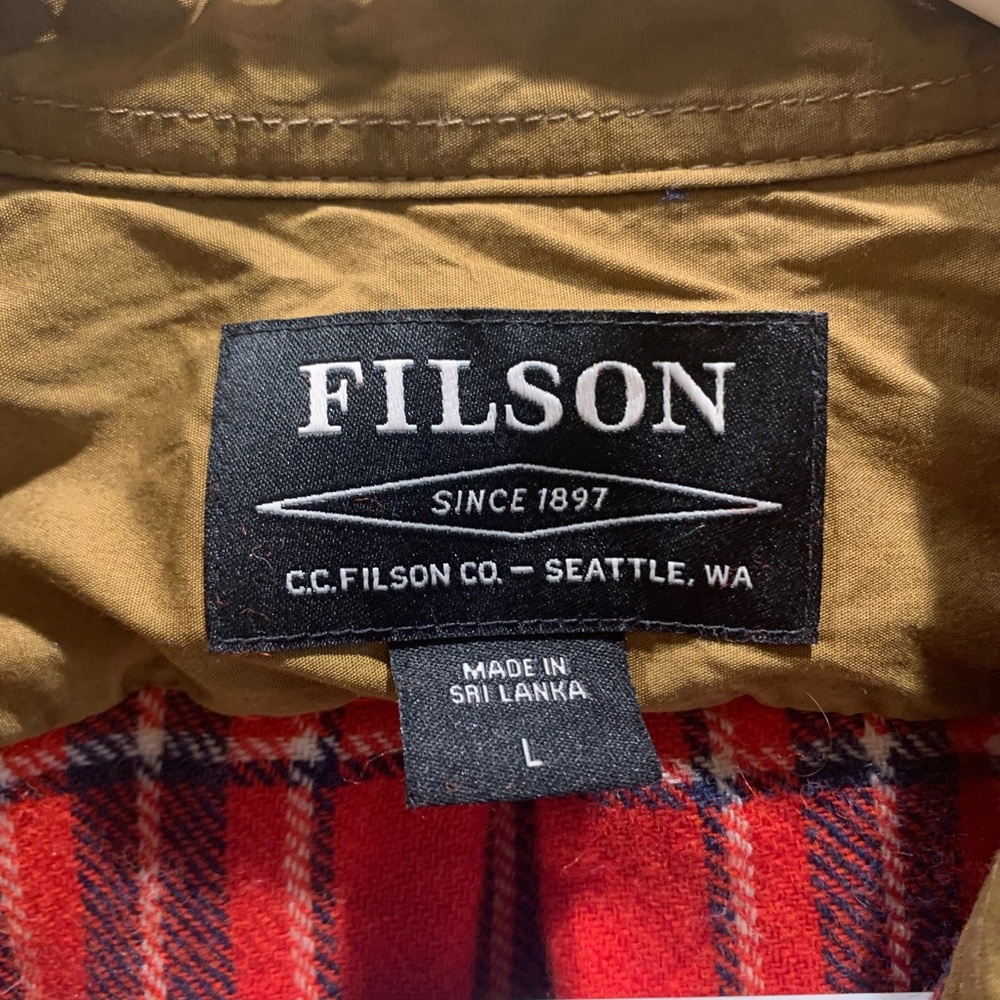 FILSON
SINCE 1897
C.C.FILSON CO. — SEATTLE, WA
MADE IN
SRI LANKA
L